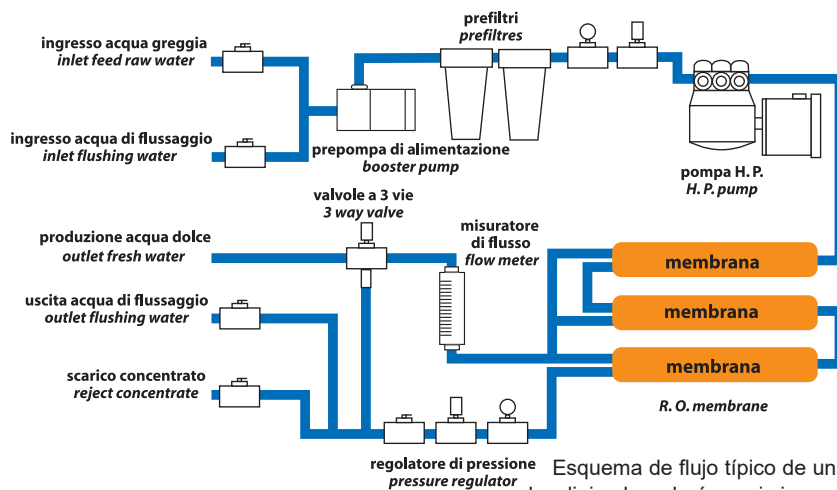 ingresso acqua greggia
inlet feed raw water
prefiltri
prefiltres
ingresso acqua di flussaggio
inlet flushing water
prepompa di alimentazione
booster pump
pompa H. P.
H. P. pump
valvole a 3 vie
3 way valve
produzione acqua dolce
outlet fresh water
misuratore
di flusso
flow meter
membrana
uscita acqua di flussaggio
outlet flushing water
membrana
membrana
scarico concentrato
reject concentrate
R. O. membrane
regolatore di pressione
pressure regulator
Esquema de flujo típico de un